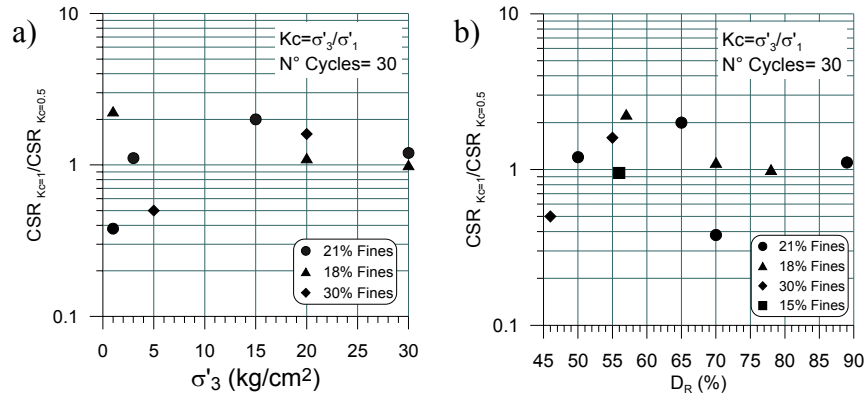 a)
10
1
0.1
CSR Kc=1/CSR Kc=0.5
Kc=σ'3/σ'1
N° Cycles= 30
21% Fines
18% Fines
30% Fines
0 5 10 15 20 25 30
σ'3 (kg/cm²)
b)
10
1
0.1
CSR Kc=1/CSR Kc=0.5
Kc=σ'3/σ'1
N° Cycles= 30
21% Fines
18% Fines
30% Fines
15% Fines
45 50 55 60 65 70 75 80 85 90
DR (%)